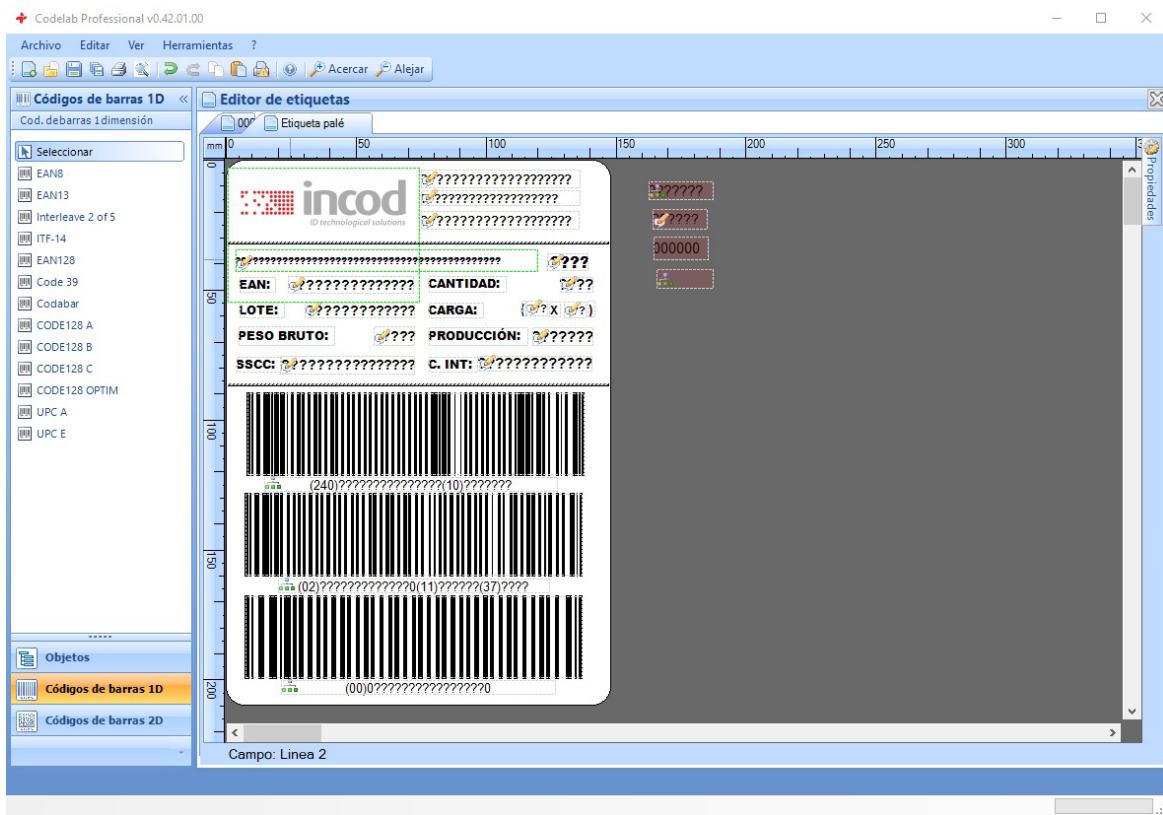 Codelab Professional v0.42.01.00
Archivo Editar Ver Herramientas ?
Acercar Alejar
Códigos de barras 1D «
Cod. debarras 1dimensión
Seleccionar
EAN8
EAN13
Interleave 2 of 5
ITF-14
EAN128
Code 39
Codabar
CODE128 A
CODE128 B
CODE128 C
CODE128 OPTIM
UPC A
UPC E
Objetos
Códigos de barras 1D
Códigos de barras 2D
Editor de etiquetas
Etiqueta palé
mm 0 50 100 150 200 250 300
0
50
100
150
200
Propiedades
incod
ID technological solutions
???????????????????
??????????????????
???????????????????
??????????????????????????????????????????? ???
EAN: ?????????????? CANTIDAD: ??
LOTE: ???????????? CARGA: (? X ?)
PESO BRUTO: ??? PRODUCCIÓN: ??????
SSCC: ??????????????? C. INT: ????????????
(240)???????????????(10)???????
(02)?????????????0(11)??????(37)????
(00)0????????????????0
??????
????
000000
Campo: Linea 2